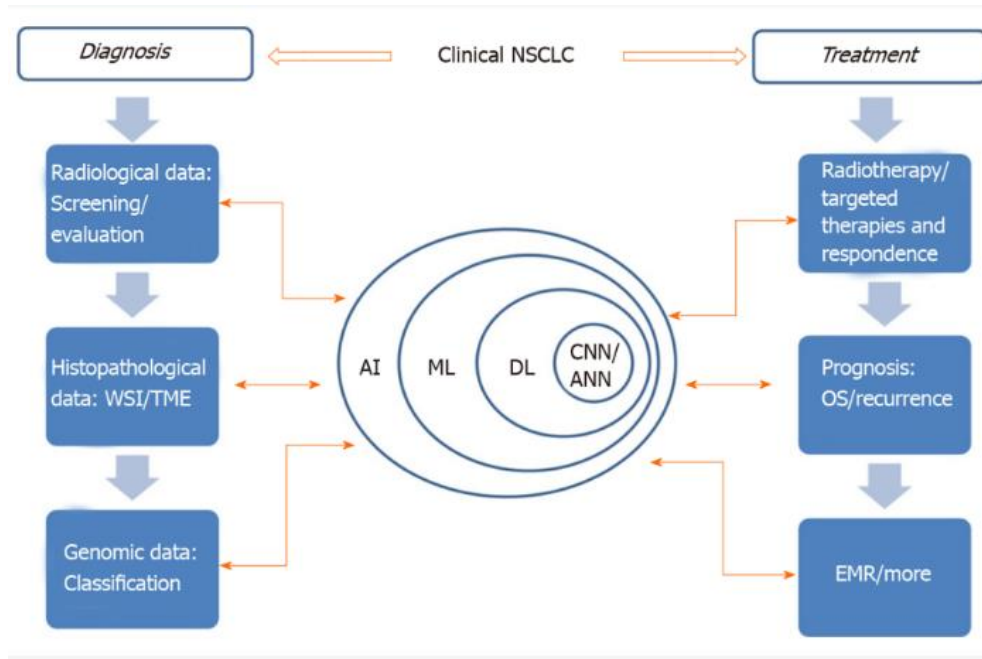 Diagnosis
Clinical NSCLC
Treatment
Radiological data:
Screening/
evaluation
Histopathological
data: WSI/TME
Genomic data:
Classification
AI
ML
DL
CNN/
ANN
Radiotherapy/
targeted
therapies and
respondence
Prognosis:
OS/recurrence
EMR/more